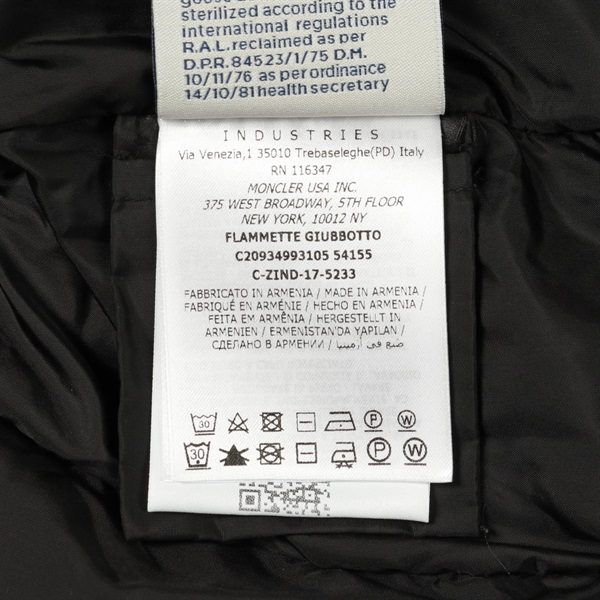 sterilized according to the
international regulations
R.A.L. reclaimed as per
D.P.R. 84523/1/75 D.M.
10/11/76 as per ordinance
14/10/81 health secretary
INDUSTRIES
Via Venezia,1 35010 Trebaseleghe(PD) Italy
RN 116347
MONCLER USA INC.
375 WEST BROADWAY, 5TH FLOOR
NEW YORK, 10012 NY
FLAMMETTE GIUBBOTTO
C20934993105 54155
C-ZIND-17-5233
FABBRICATO IN ARMENIA / MADE IN ARMENIA /
FABRIQUÉ EN ARMÉNIE / HECHO EN ARMENIA /
FEITA EM ARMÊNIA / HERGESTELLT IN
ARMENIEN / ERMENISTAN'DA YAPILAN /
СДЕЛАНО В АРМЕНИИ / صنع في أرمينيا
30 P W
30 P W